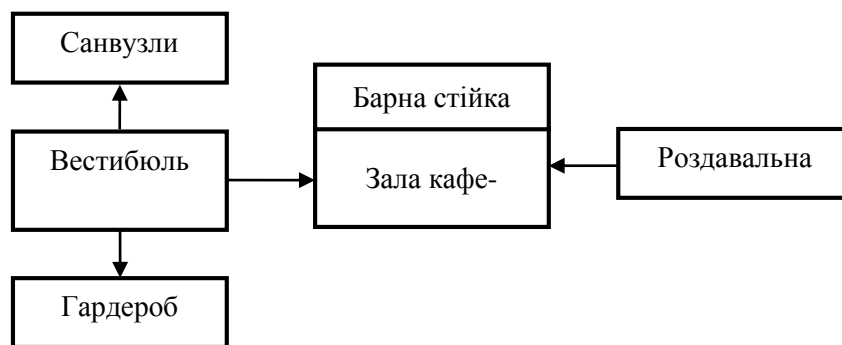 Санвузли
Барна стійка
Вестибюль
Зала кафе-
Роздавальна
Гардероб